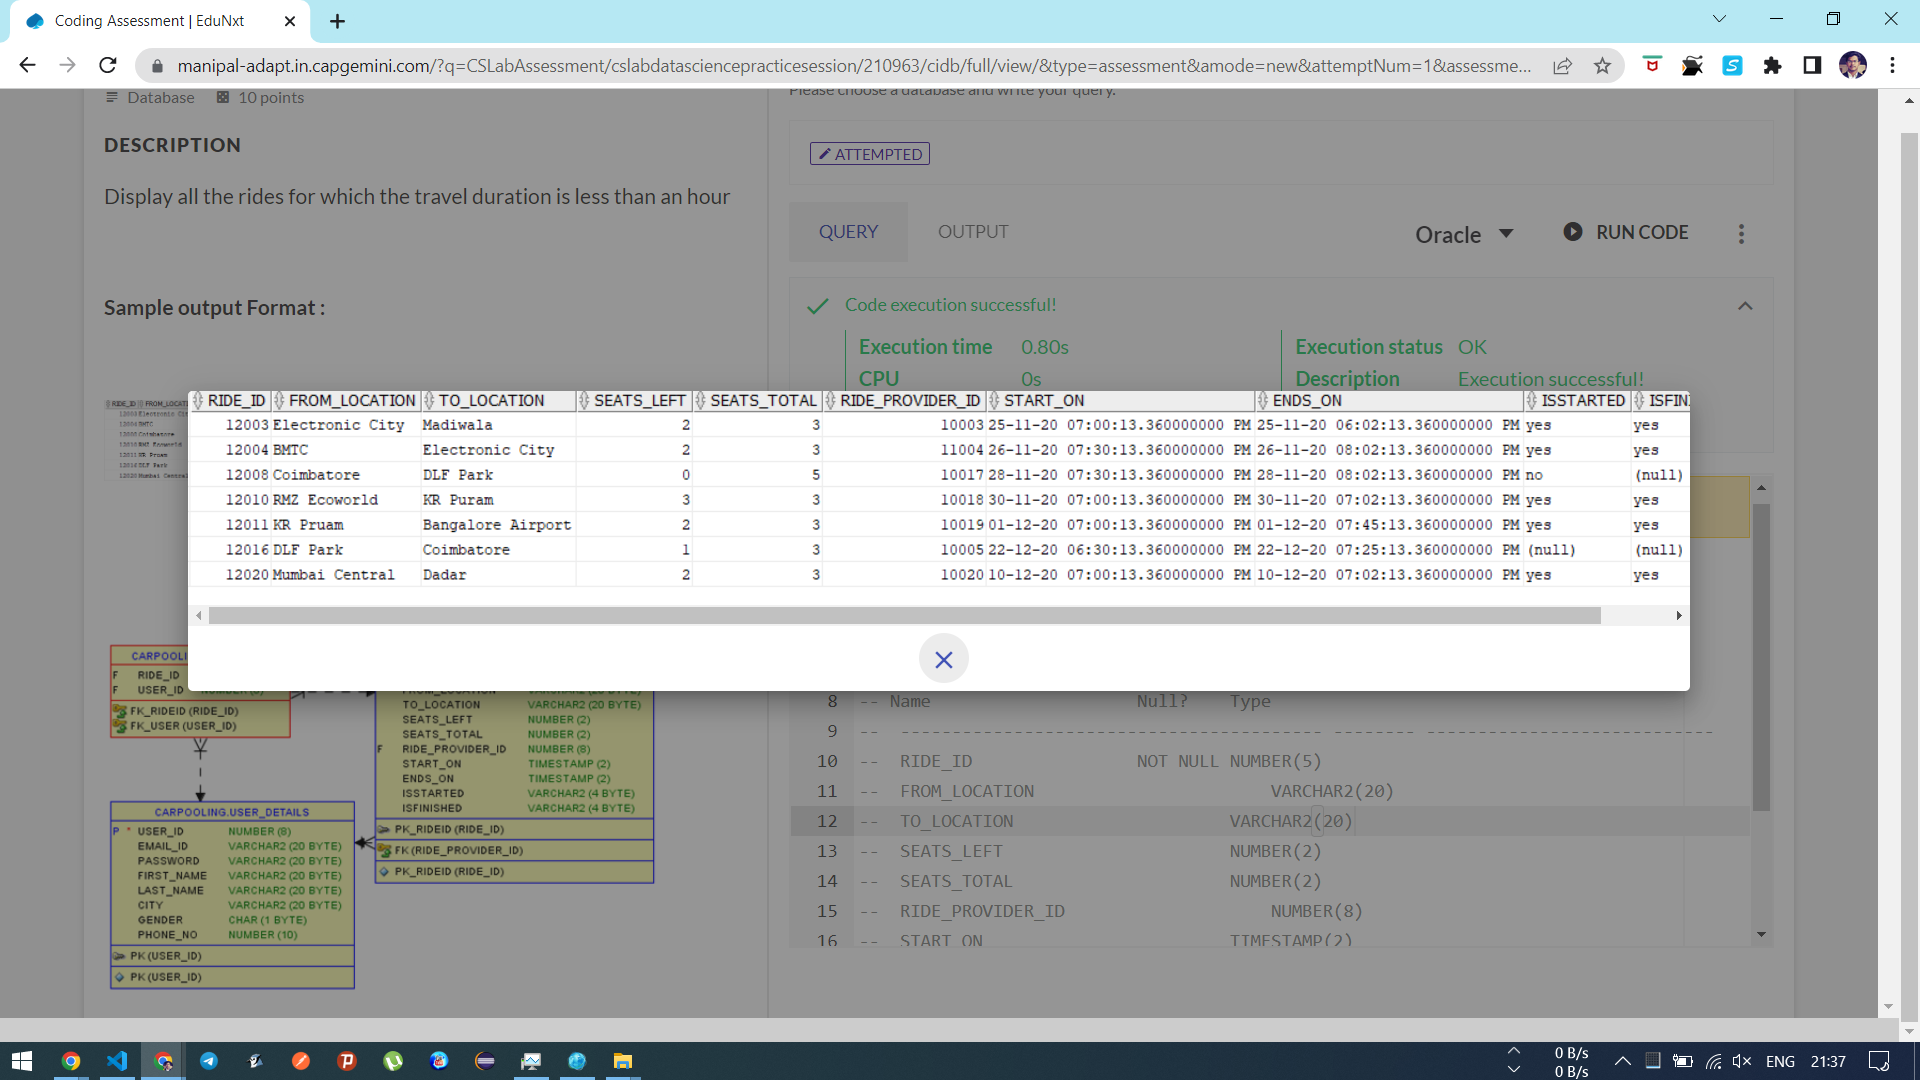 Coding Assessment | EduNxt
manipal-adapt.in.capgemini.com/?q=CSLabAssessment/cslabdatasciencepracticesession/210963/cidb/full/view/&type=assessment&amode=new&attemptNum=1&assessme...
Database 10 points
Please choose a database and write your query.
DESCRIPTION
ATTEMPTED
Display all the rides for which the travel duration is less than an hour
QUERY OUTPUT Oracle RUN CODE
Sample output Format :
Code execution successful!
Execution time 0.80s Execution status OK
CPU 0s Description Execution successful!
RIDE_ID FROM_LOCATION TO_LOCATION SEATS_LEFT SEATS_TOTAL RIDE_PROVIDER_ID START_ON ENDS_ON ISSTARTED ISFIN
12003 Electronic City Madiwala 2 3 10003 25-11-20 07:00:13.360000000 PM 25-11-20 06:02:13.360000000 PM yes yes
12004 BMTC Electronic City 2 3 11004 26-11-20 07:30:13.360000000 PM 26-11-20 08:02:13.360000000 PM yes yes
12008 Coimbatore DLF Park 0 5 10017 28-11-20 07:30:13.360000000 PM 28-11-20 08:02:13.360000000 PM no (null)
12010 RMZ Ecoworld KR Puram 3 3 10018 30-11-20 07:00:13.360000000 PM 30-11-20 07:02:13.360000000 PM yes yes
12011 KR Pruam Bangalore Airport 2 3 10019 01-12-20 07:00:13.360000000 PM 01-12-20 07:45:13.360000000 PM yes yes
12016 DLF Park Coimbatore 1 3 10005 22-12-20 06:30:13.360000000 PM 22-12-20 07:25:13.360000000 PM (null) (null)
12020 Mumbai Central Dadar 2 3 10020 10-12-20 07:00:13.360000000 PM 10-12-20 07:02:13.360000000 PM yes yes
CARPOOLI
F RIDE_ID
F USER_ID NUMBER (8)
FK_RIDEID (RIDE_ID)
FK_USER (USER_ID)
FROM_LOCATION VARCHAR2 (20 BYTE)
TO_LOCATION VARCHAR2 (20 BYTE)
SEATS_LEFT NUMBER (2)
SEATS_TOTAL NUMBER (2)
F RIDE_PROVIDER_ID NUMBER (8)
START_ON TIMESTAMP (2)
ENDS_ON TIMESTAMP (2)
ISSTARTED VARCHAR2 (4 BYTE)
ISFINISHED VARCHAR2 (4 BYTE)
PK_RIDEID (RIDE_ID)
FK (RIDE_PROVIDER_ID)
PK_RIDEID (RIDE_ID)
CARPOOLING.USER_DETAILS
P * USER_ID NUMBER (8)
EMAIL_ID VARCHAR2 (20 BYTE)
PASSWORD VARCHAR2 (20 BYTE)
FIRST_NAME VARCHAR2 (20 BYTE)
LAST_NAME VARCHAR2 (20 BYTE)
CITY VARCHAR2 (20 BYTE)
GENDER CHAR (1 BYTE)
PHONE_NO NUMBER (10)
PK (USER_ID)
PK (USER_ID)
8 -- Name Null? Type
9 -- ---------------------------------------- -------- ----------------------------
10 -- RIDE_ID NOT NULL NUMBER(5)
11 -- FROM_LOCATION VARCHAR2(20)
12 -- TO_LOCATION VARCHAR2(20)
13 -- SEATS_LEFT NUMBER(2)
14 -- SEATS_TOTAL NUMBER(2)
15 -- RIDE_PROVIDER_ID NUMBER(8)
16 -- START_ON TIMESTAMP(2)
0 B/s
0 B/s
ENG 21:37